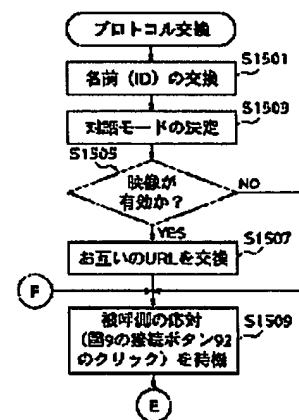 プロトコル交換
S1501
名前（ID）の交換
S1503
対話モードの決定
S1505
映像が
有効か？
NO
YES
S1507
お互いのURLを交換
F
S1509
被呼側の応対
（図9の接続ボタン92
のクリック）を待機
E